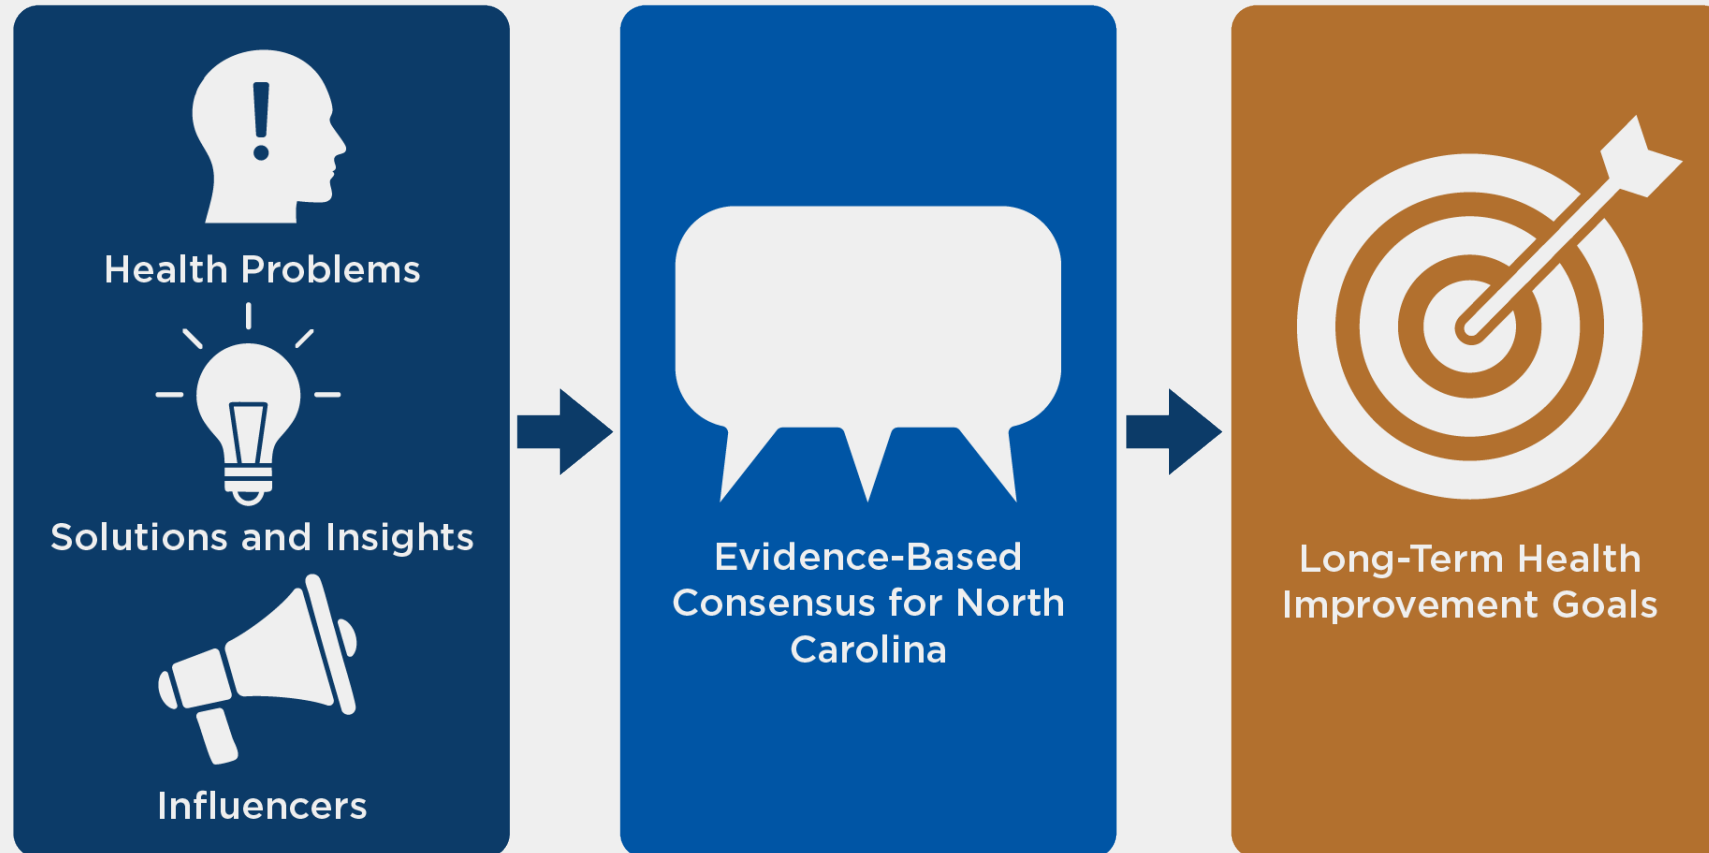 Health Problems
Solutions and Insights
Influencers
Evidence-Based
Consensus for North
Carolina
Long-Term Health
Improvement Goals